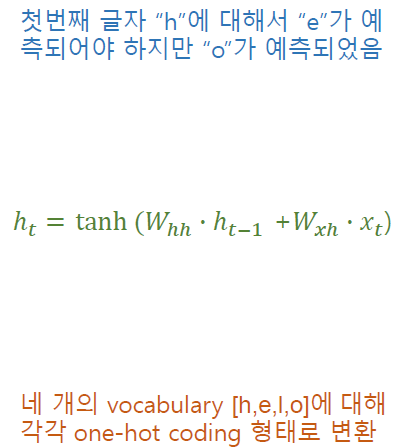 첫번째 글자 “h”에 대해서 “e”가 예
측되어야 하지만 “o”가 예측되었음
h_t = tanh (W_hh · h_t−1 +W_xh · x_t)
네 개의 vocabulary [h,e,l,o]에 대해
각각 one-hot coding 형태로 변환